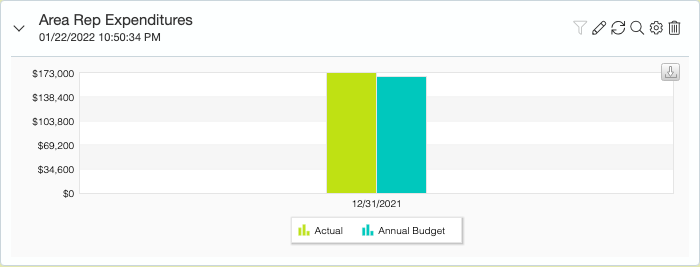 Area Rep Expenditures
01/22/2022 10:50:34 PM
$173,000
$138,400
$103,800
$69,200
$34,600
$0
12/31/2021
Actual
Annual Budget